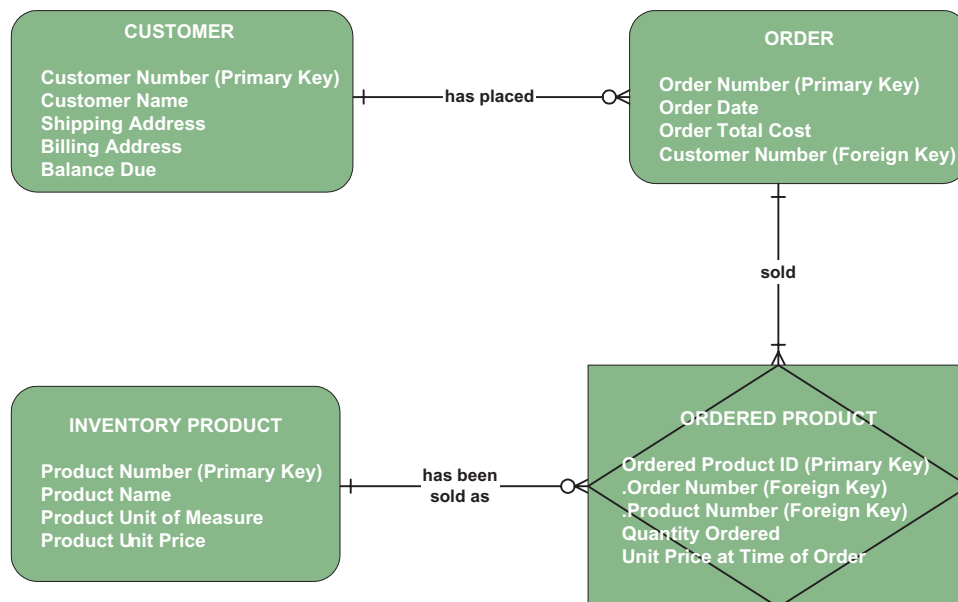 CUSTOMER
Customer Number (Primary Key)
Customer Name
Shipping Address
Billing Address
Balance Due
has placed
ORDER
Order Number (Primary Key)
Order Date
Order Total Cost
Customer Number (Foreign Key)
sold
INVENTORY PRODUCT
Product Number (Primary Key)
Product Name
Product Unit of Measure
Product Unit Price
has been
sold as
ORDERED PRODUCT
Ordered Product ID (Primary Key)
.Order Number (Foreign Key)
.Product Number (Foreign Key)
Quantity Ordered
Unit Price at Time of Order